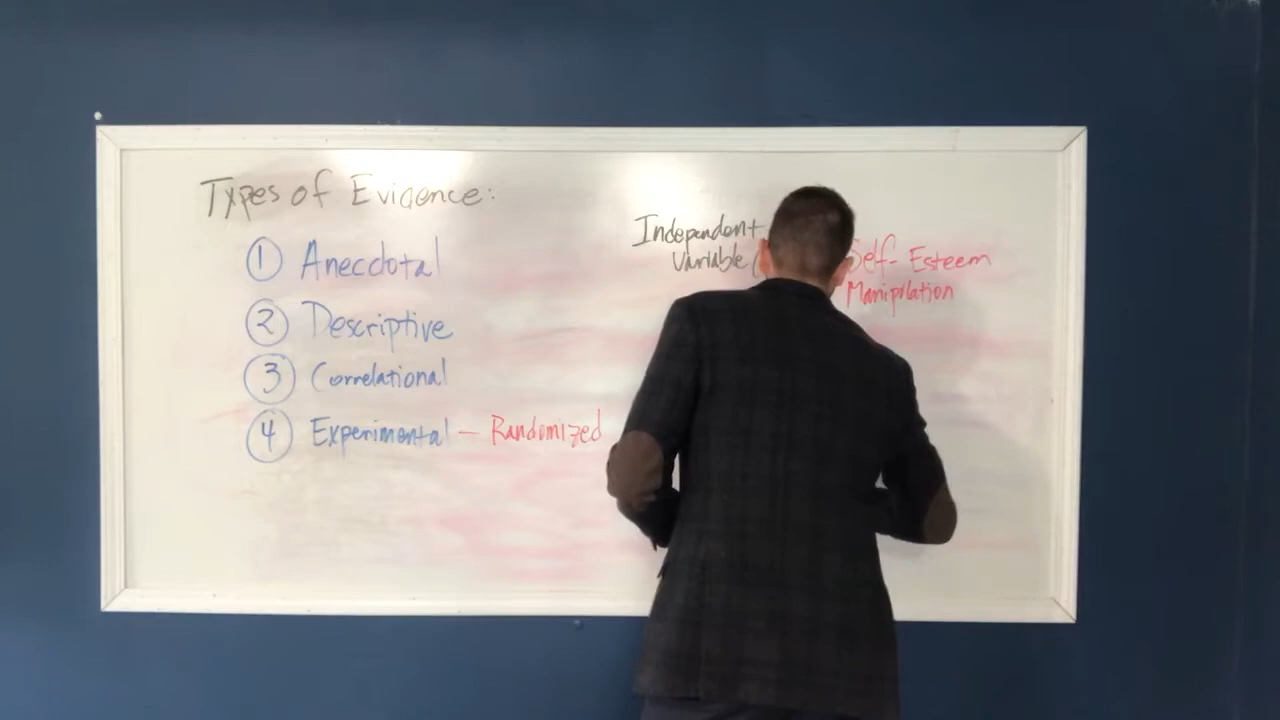 Types of Evidence:
① Anecdotal
② Descriptive
③ Correlational
④ Experimental — Randomized
Independent
Variable
Self-Esteem
Manipulation